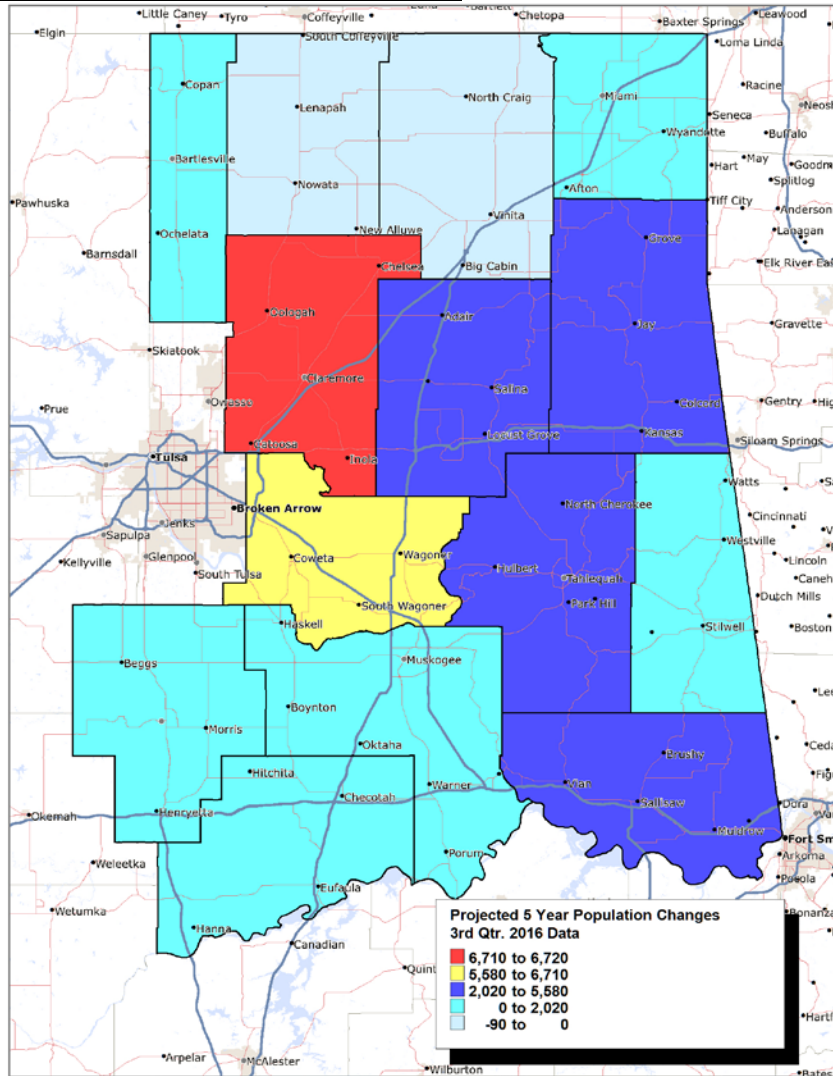 Bartlett
Chetopa
Little Caney
Tyro
Coffeyville
Leawood
Baxter Springs
Elgin
South Coffeyville
Loma Linda
Copan
Lenapah
North Craig
Miami
Racine
Seneca
Wyandotte
Buffalo
Bartlesville
Hart
May
Nowata
Afton
Splitlog
Pawhuska
Tiff City
Vinita
Anderson
Ochelata
New Alluwe
Grove
Lanagan
Barnsdall
Chelsea
Big Cabin
Oologah
Adair
Jay
Gravette
Skiatook
Claremore
Salina
Owasso
Colcord
Gentry
Prue
Locust Grove
Kansas
Siloam Springs
Catoosa
Inola
Tulsa
Watts
North Cherokee
Broken Arrow
Cincinnati
Jenks
Sapulpa
Westville
Glenpool
Coweta
Wagoner
Lincoln
Kellyville
South Tulsa
Hulbert
Tahlequah
Dutch Mills
South Wagoner
Park Hill
Haskell
Stilwell
Boston
Beggs
Muskogee
Boynton
Morris
Oktaha
Brushy
Hitchita
Warner
Vian
Checotah
Sallisaw
Dora
Okemah
Henryetta
Muldrow
Fort Sm
Porum
Arkoma
Weleetka
Pocola
Eufaula
Wetumka
Bonanza
Hanna
Canadian
Quint
Arpelar
McAlester
Wilburton
Projected 5 Year Population Changes
3rd Qtr. 2016 Data
6,710 to 6,720
5,580 to 6,710
2,020 to 5,580
0 to 2,020
-90 to 0